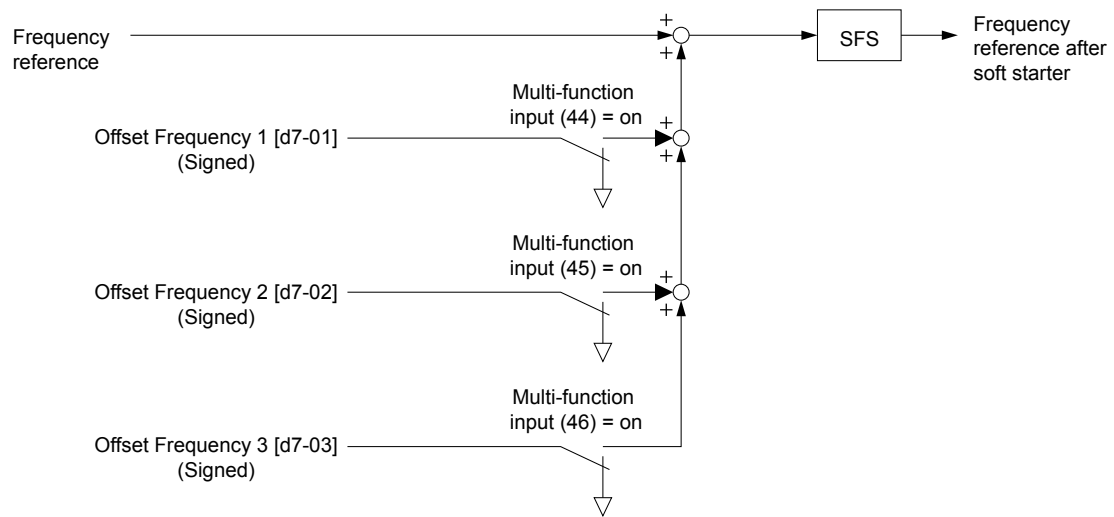 Frequency
reference
+
+
SFS
Frequency
reference after
soft starter
Multi-function
input (44) = on
Offset Frequency 1 [d7-01]
(Signed)
+
+
Multi-function
input (45) = on
Offset Frequency 2 [d7-02]
(Signed)
+
+
Multi-function
input (46) = on
Offset Frequency 3 [d7-03]
(Signed)